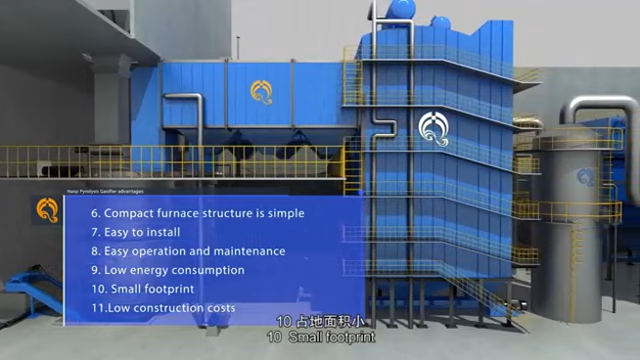 Haop Pyrolysis Gasifier advantages
6. Compact furnace structure is simple
7. Easy to install
8. Easy operation and maintenance
9. Low energy consumption
10. Small footprint
11.Low construction costs
10 占地面积小
10 Small footprint